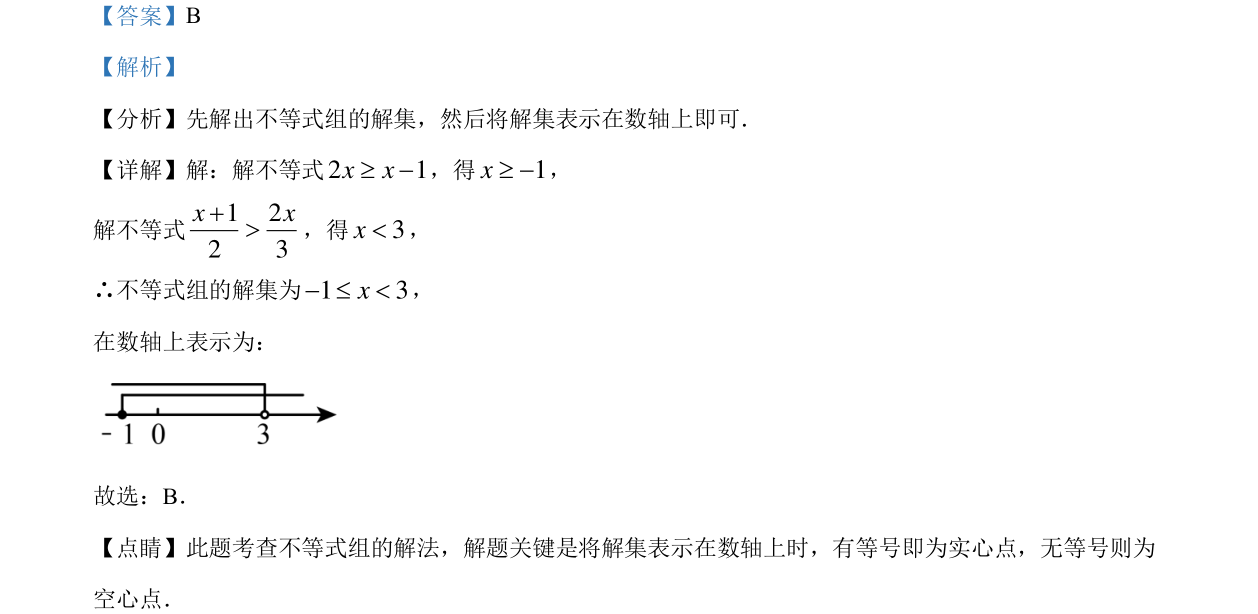 【答案】B
【解析】
【分析】先解出不等式组的解集，然后将解集表示在数轴上即可．
【详解】解：解不等式 2x ≥ x−1，得 x ≥ −1，
解不等式 (x+1)/2 > 2x/3，得 x < 3，
∴不等式组的解集为 −1 ≤ x < 3，
在数轴上表示为：
- 1 0 3
故选：B．
【点睛】此题考查不等式组的解法，解题关键是将解集表示在数轴上时，有等号即为实心点，无等号则为
空心点．